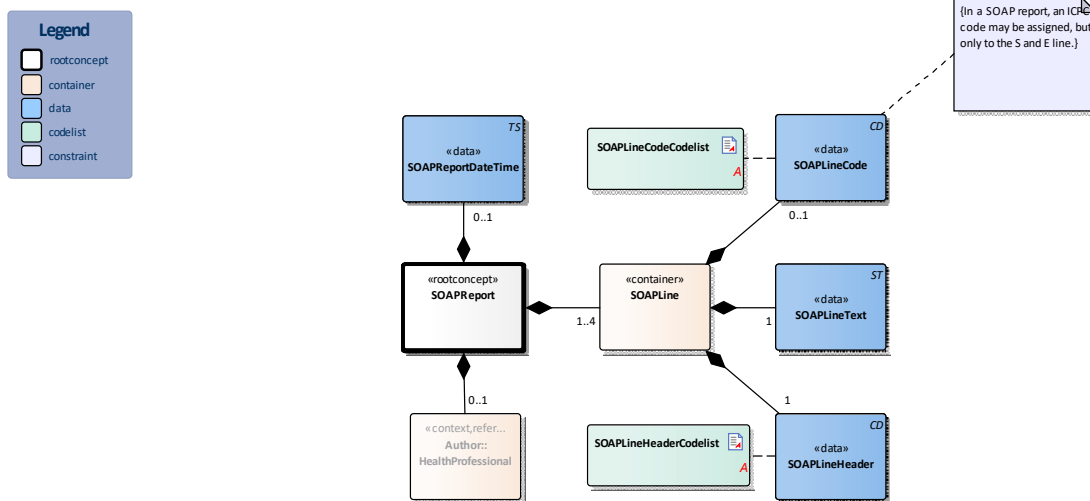 Legend
rootconcept
container
data
codelist
constraint
{In a SOAP report, an ICPC
code may be assigned, but
only to the S and E line.}
TS
«data»
SOAPReportDateTime
SOAPLineCodeCodelist
A
CD
«data»
SOAPLineCode
0..1
0..1
«rootconcept»
SOAPReport
1..4
«container»
SOAPLine
1
ST
«data»
SOAPLineText
0..1
1
«context,refer...
Author::
HealthProfessional
SOAPLineHeaderCodelist
A
CD
«data»
SOAPLineHeader